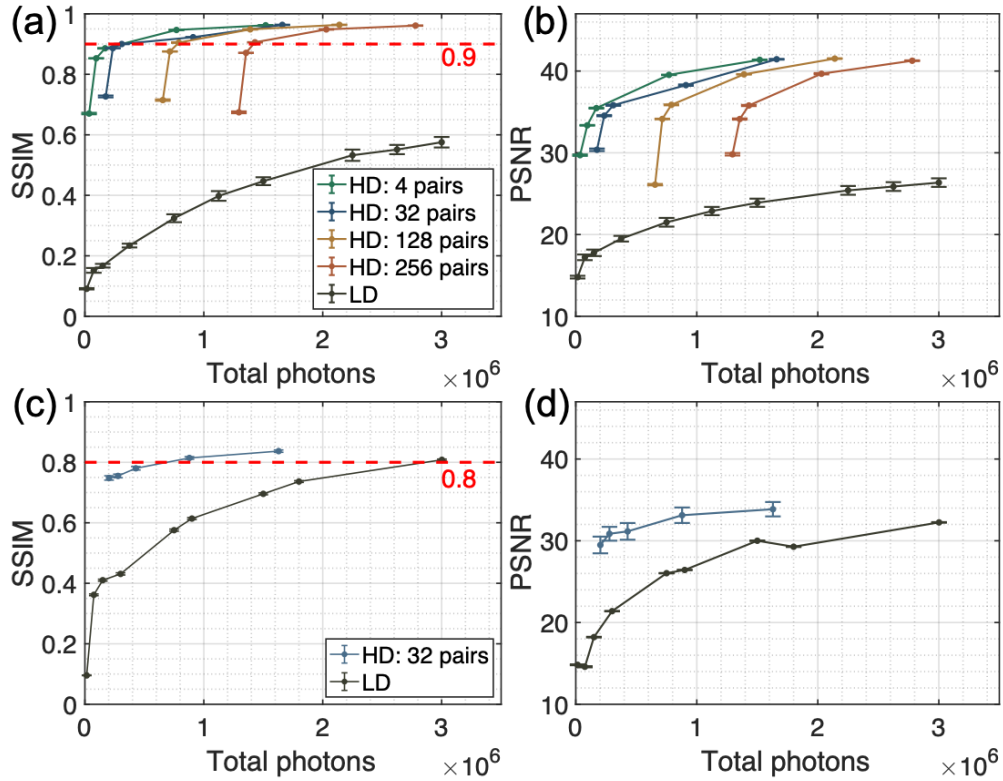 (a)
1
0.8
0.6
0.4
0.2
0
SSIM
0.9
HD: 4 pairs
HD: 32 pairs
HD: 128 pairs
HD: 256 pairs
LD
0 1 2 3
Total photons
×10^6
(b)
40
30
20
10
PSNR
0 1 2 3
Total photons
×10^6
(c)
1
0.8
0.6
0.4
0.2
0
SSIM
0.8
HD: 32 pairs
LD
0 1 2 3
Total photons
×10^6
(d)
40
30
20
10
PSNR
0 1 2 3
Total photons
×10^6